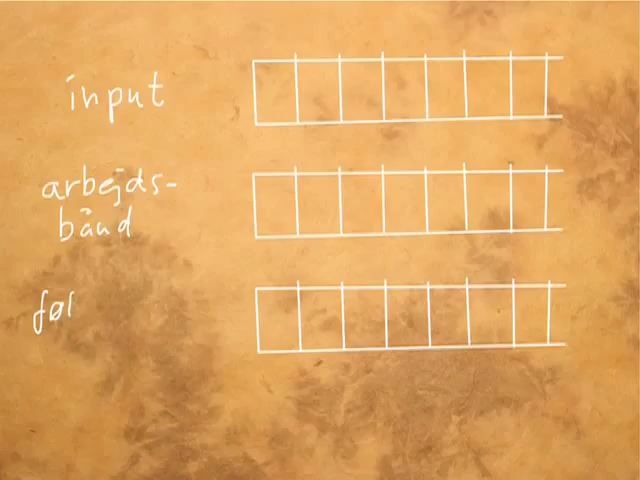 input
arbejds-
bånd
føl